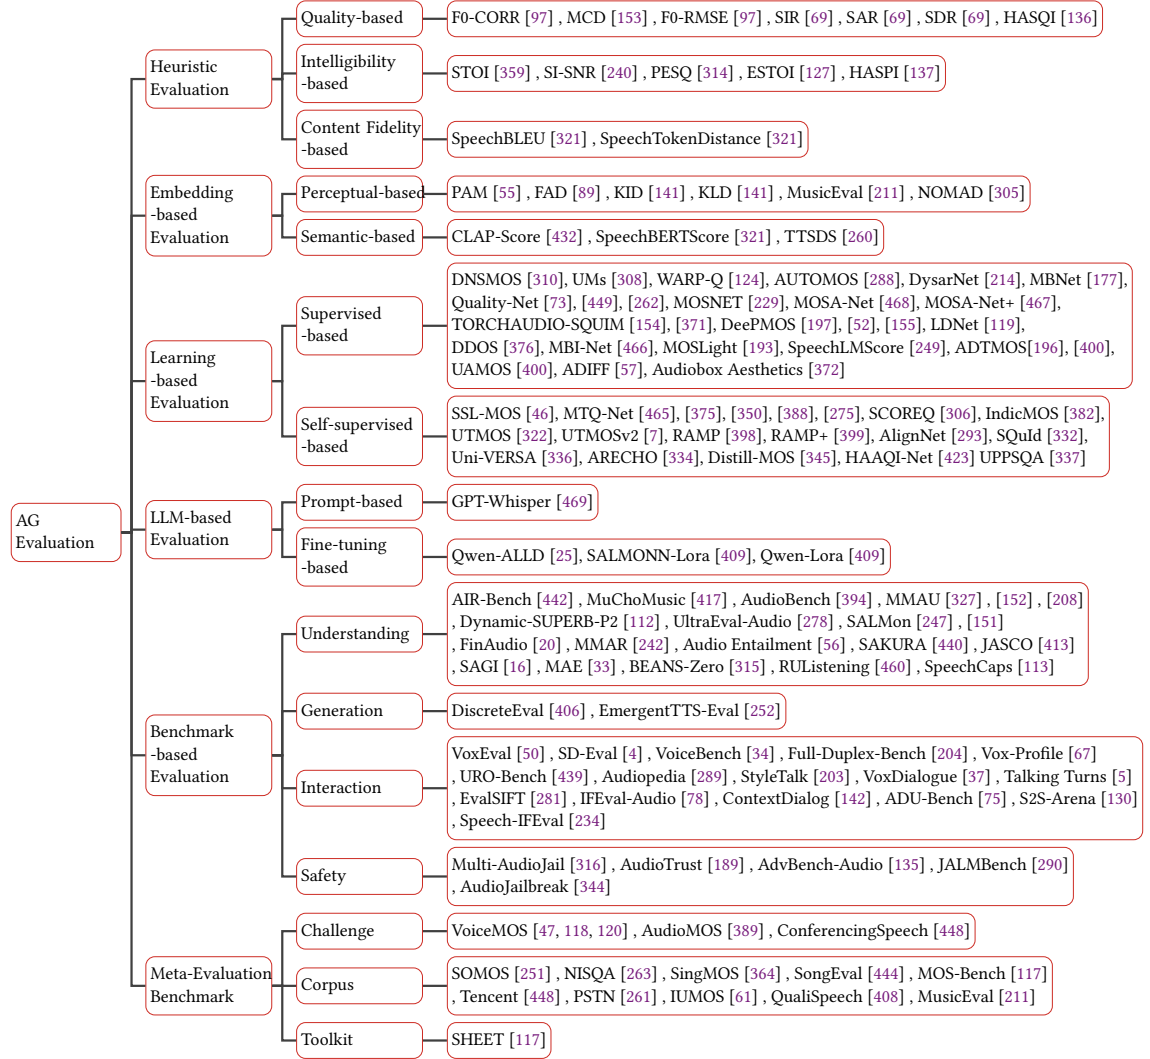 AG
Evaluation
Heuristic
Evaluation
Quality-based
F0-CORR [97] , MCD [153] , F0-RMSE [97] , SIR [69] , SAR [69] , SDR [69] , HASQI [136]
Intelligibility
-based
STOI [359] , SI-SNR [240] , PESQ [314] , ESTOI [127] , HASPI [137]
Content Fidelity
-based
SpeechBLEU [321] , SpeechTokenDistance [321]
Embedding
-based
Evaluation
Perceptual-based
PAM [55] , FAD [89] , KID [141] , KLD [141] , MusicEval [211] , NOMAD [305]
Semantic-based
CLAP-Score [432] , SpeechBERTScore [321] , TTSDS [260]
Learning
-based
Evaluation
Supervised
-based
DNSMOS [310], UMs [308], WARP-Q [124], AUTOMOS [288], DysarNet [214], MBNet [177],
Quality-Net [73], [449], [262], MOSNET [229], MOSA-Net [468], MOSA-Net+ [467],
TORCHAUDIO-SQUIM [154], [371], DeePMOS [197], [52], [155], LDNet [119],
DDOS [376], MBI-Net [466], MOSLight [193], SpeechLMScore [249], ADTMOS[196], [400],
UAMOS [400], ADIFF [57], Audiobox Aesthetics [372]
Self-supervised
-based
SSL-MOS [46], MTQ-Net [465], [375], [350], [388], [275], SCOREQ [306], IndicMOS [382],
UTMOS [322], UTMOSv2 [7], RAMP [398], RAMP+ [399], AlignNet [293], SQuId [332],
Uni-VERSA [336], ARECHO [334], Distill-MOS [345], HAAQI-Net [423] UPPSQA [337]
LLM-based
Evaluation
Prompt-based
GPT-Whisper [469]
Fine-tuning
-based
Qwen-ALLD [25], SALMONN-Lora [409], Qwen-Lora [409]
Benchmark
-based
Evaluation
Understanding
AIR-Bench [442] , MuChoMusic [417] , AudioBench [394] , MMAU [327] , [152] , [208]
, Dynamic-SUPERB-P2 [112] , UltraEval-Audio [278] , SALMon [247] , [151]
, FinAudio [20] , MMAR [242] , Audio Entailment [56] , SAKURA [440] , JASCO [413]
, SAGI [16] , MAE [33] , BEANS-Zero [315] , RUListening [460] , SpeechCaps [113]
Generation
DiscreteEval [406] , EmergentTTS-Eval [252]
Interaction
VoxEval [50] , SD-Eval [4] , VoiceBench [34] , Full-Duplex-Bench [204] , Vox-Profile [67]
, URO-Bench [439] , Audiopedia [289] , StyleTalk [203] , VoxDialogue [37] , Talking Turns [5]
, EvalSIFT [281] , IFEval-Audio [78] , ContextDialog [142] , ADU-Bench [75] , S2S-Arena [130]
, Speech-IFEval [234]
Safety
Multi-AudioJail [316] , AudioTrust [189] , AdvBench-Audio [135] , JALMBench [290]
, AudioJailbreak [344]
Meta-Evaluation
Benchmark
Challenge
VoiceMOS [47, 118, 120] , AudioMOS [389] , ConferencingSpeech [448]
Corpus
SOMOS [251] , NISQA [263] , SingMOS [364] , SongEval [444] , MOS-Bench [117]
, Tencent [448] , PSTN [261] , IUMOS [61] , QualiSpeech [408] , MusicEval [211]
Toolkit
SHEET [117]